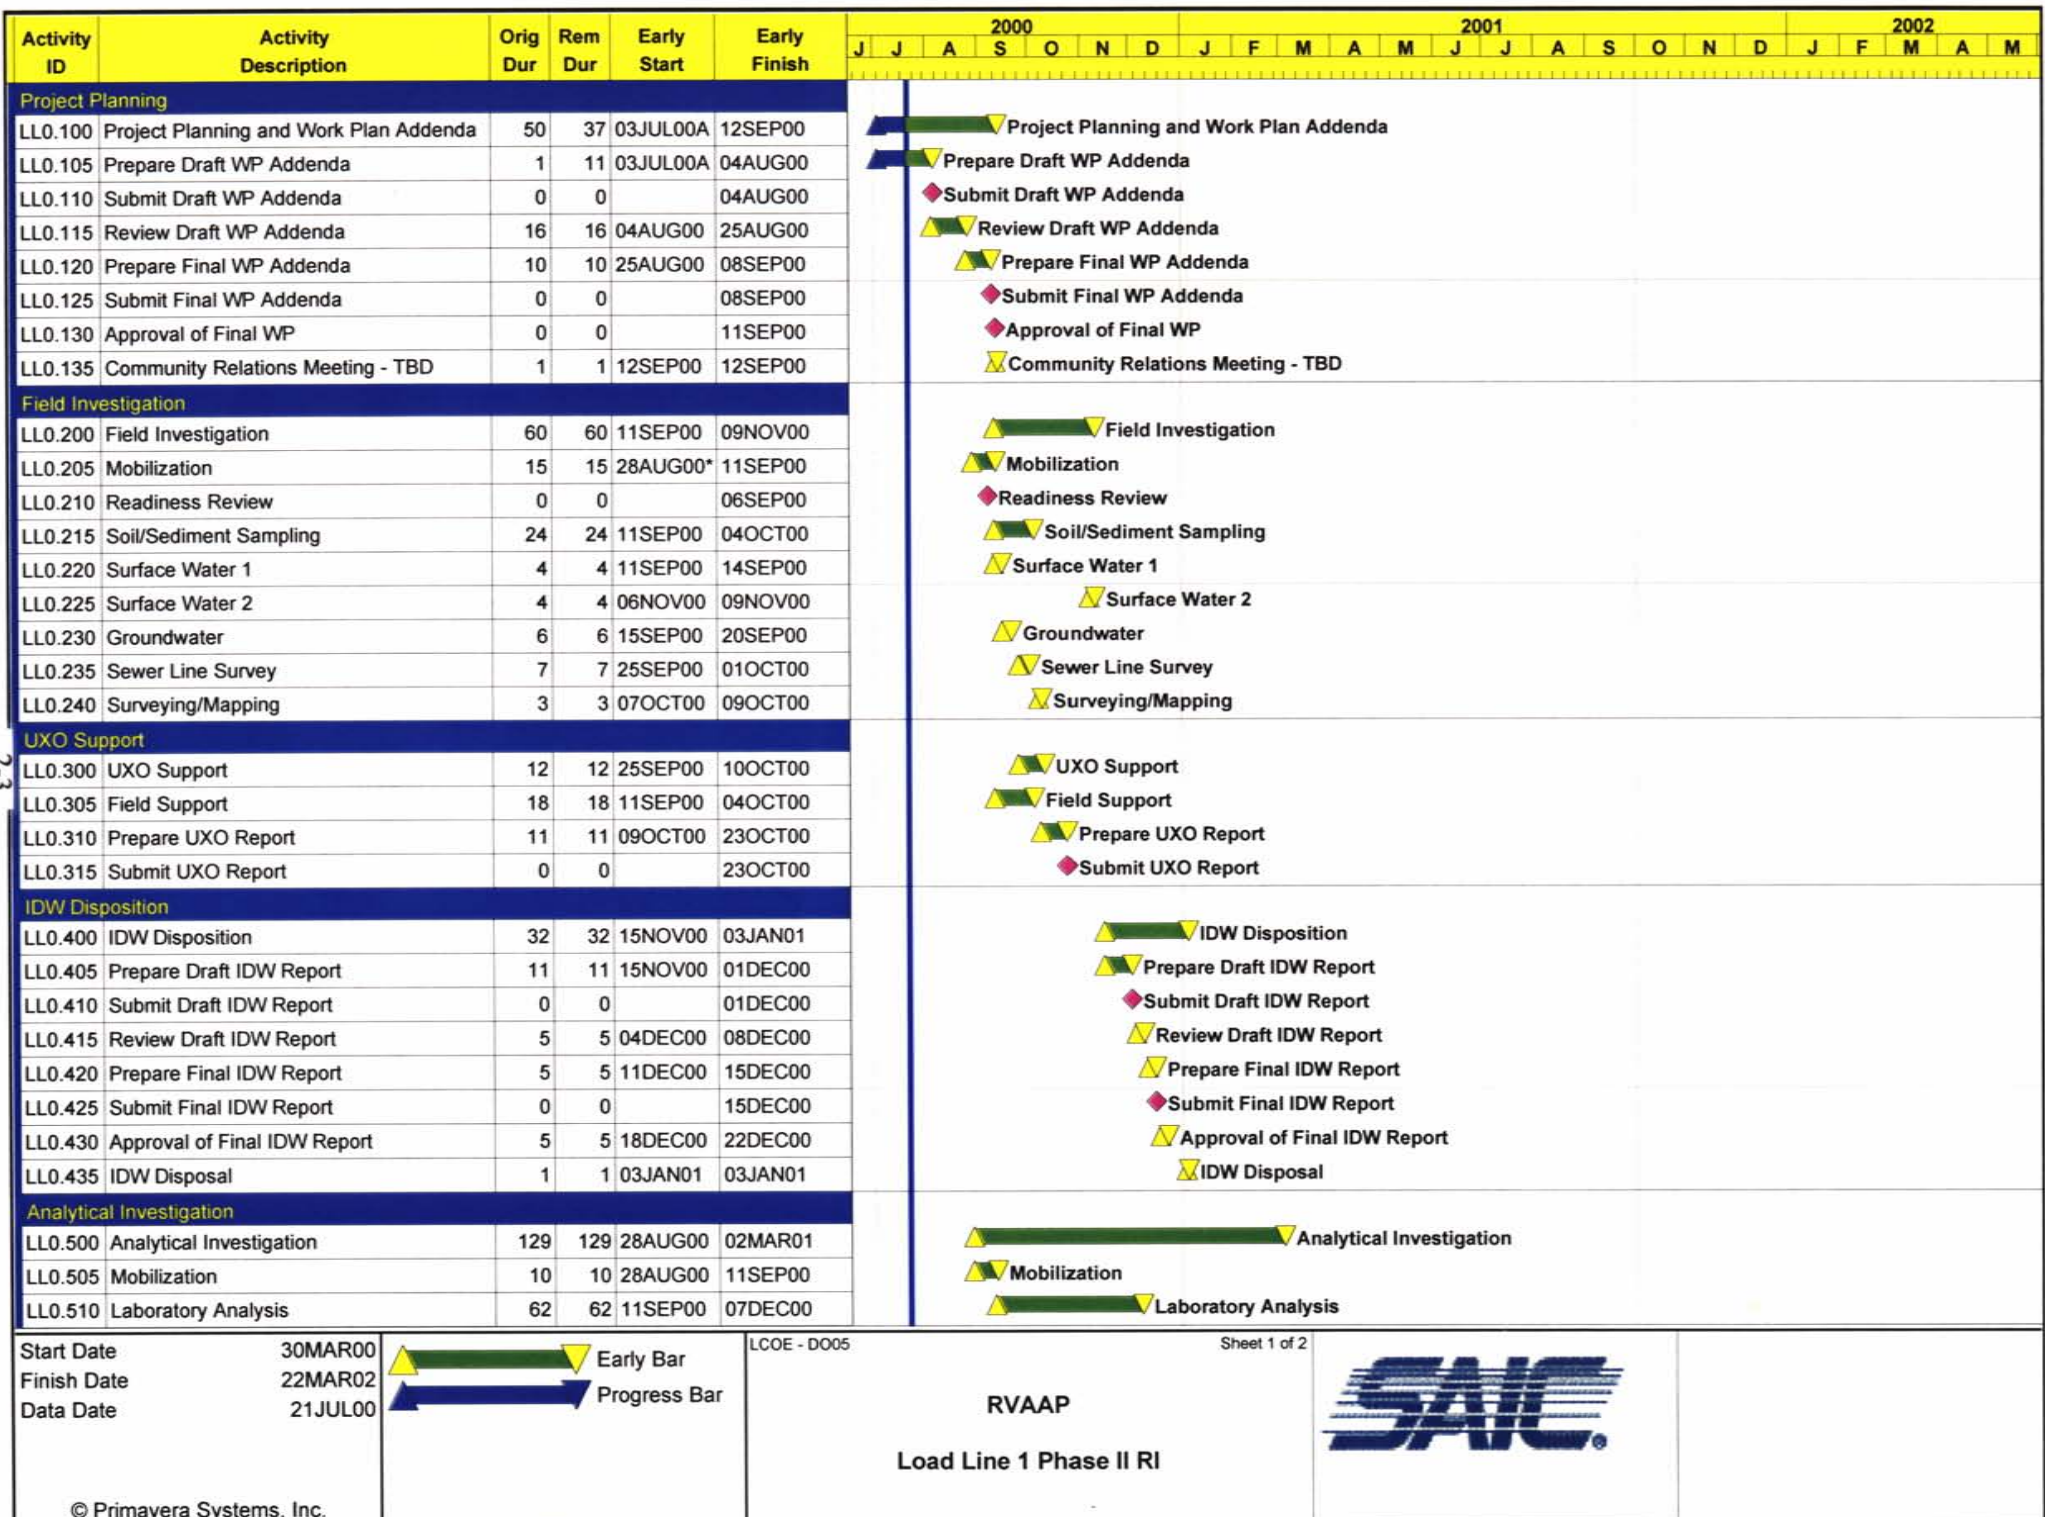 Activity ID Activity Description Orig Dur Rem Dur Early Start Early Finish 2000 2001 2002
J J A S O N D J F M A M J J A S O N D J F M A M
Project Planning
LL0.100 Project Planning and Work Plan Addenda 50 37 03JUL00A 12SEP00 Project Planning and Work Plan Addenda
LL0.105 Prepare Draft WP Addenda 1 11 03JUL00A 04AUG00 Prepare Draft WP Addenda
LL0.110 Submit Draft WP Addenda 0 0 04AUG00 Submit Draft WP Addenda
LL0.115 Review Draft WP Addenda 16 16 04AUG00 25AUG00 Review Draft WP Addenda
LL0.120 Prepare Final WP Addenda 10 10 25AUG00 08SEP00 Prepare Final WP Addenda
LL0.125 Submit Final WP Addenda 0 0 08SEP00 Submit Final WP Addenda
LL0.130 Approval of Final WP 0 0 11SEP00 Approval of Final WP
LL0.135 Community Relations Meeting - TBD 1 1 12SEP00 12SEP00 Community Relations Meeting - TBD
Field Investigation
LL0.200 Field Investigation 60 60 11SEP00 09NOV00 Field Investigation
LL0.205 Mobilization 15 15 28AUG00* 11SEP00 Mobilization
LL0.210 Readiness Review 0 0 06SEP00 Readiness Review
LL0.215 Soil/Sediment Sampling 24 24 11SEP00 04OCT00 Soil/Sediment Sampling
LL0.220 Surface Water 1 4 4 11SEP00 14SEP00 Surface Water 1
LL0.225 Surface Water 2 4 4 06NOV00 09NOV00 Surface Water 2
LL0.230 Groundwater 6 6 15SEP00 20SEP00 Groundwater
LL0.235 Sewer Line Survey 7 7 25SEP00 01OCT00 Sewer Line Survey
LL0.240 Surveying/Mapping 3 3 07OCT00 09OCT00 Surveying/Mapping
UXO Support
LL0.300 UXO Support 12 12 25SEP00 10OCT00 UXO Support
LL0.305 Field Support 18 18 11SEP00 04OCT00 Field Support
LL0.310 Prepare UXO Report 11 11 09OCT00 23OCT00 Prepare UXO Report
LL0.315 Submit UXO Report 0 0 23OCT00 Submit UXO Report
IDW Disposition
LL0.400 IDW Disposition 32 32 15NOV00 03JAN01 IDW Disposition
LL0.405 Prepare Draft IDW Report 11 11 15NOV00 01DEC00 Prepare Draft IDW Report
LL0.410 Submit Draft IDW Report 0 0 01DEC00 Submit Draft IDW Report
LL0.415 Review Draft IDW Report 5 5 04DEC00 08DEC00 Review Draft IDW Report
LL0.420 Prepare Final IDW Report 5 5 11DEC00 15DEC00 Prepare Final IDW Report
LL0.425 Submit Final IDW Report 0 0 15DEC00 Submit Final IDW Report
LL0.430 Approval of Final IDW Report 5 5 18DEC00 22DEC00 Approval of Final IDW Report
LL0.435 IDW Disposal 1 1 03JAN01 03JAN01 IDW Disposal
Analytical Investigation
LL0.500 Analytical Investigation 129 129 28AUG00 02MAR01 Analytical Investigation
LL0.505 Mobilization 10 10 28AUG00 11SEP00 Mobilization
LL0.510 Laboratory Analysis 62 62 11SEP00 07DEC00 Laboratory Analysis
2-3
Start Date 30MAR00
Finish Date 22MAR02
Data Date 21JUL00
© Primavera Systems, Inc.
Early Bar
Progress Bar
LCOE - DO05
Sheet 1 of 2
RVAAP
Load Line 1 Phase II RI
SAIC®